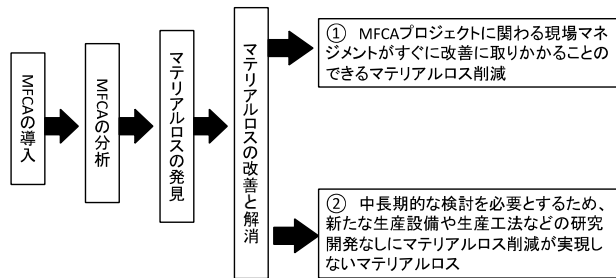 MFCAの導入
MFCAの分析
マテリアルロスの発見
マテリアルロスの改善と解消
① MFCAプロジェクトに関わる現場マネ
ジメントがすぐに改善に取りかかることの
できるマテリアルロス削減
② 中長期的な検討を必要とするため、
新たな生産設備や生産工法などの研究
開発なしにマテリアルロス削減が実現し
ないマテリアルロス